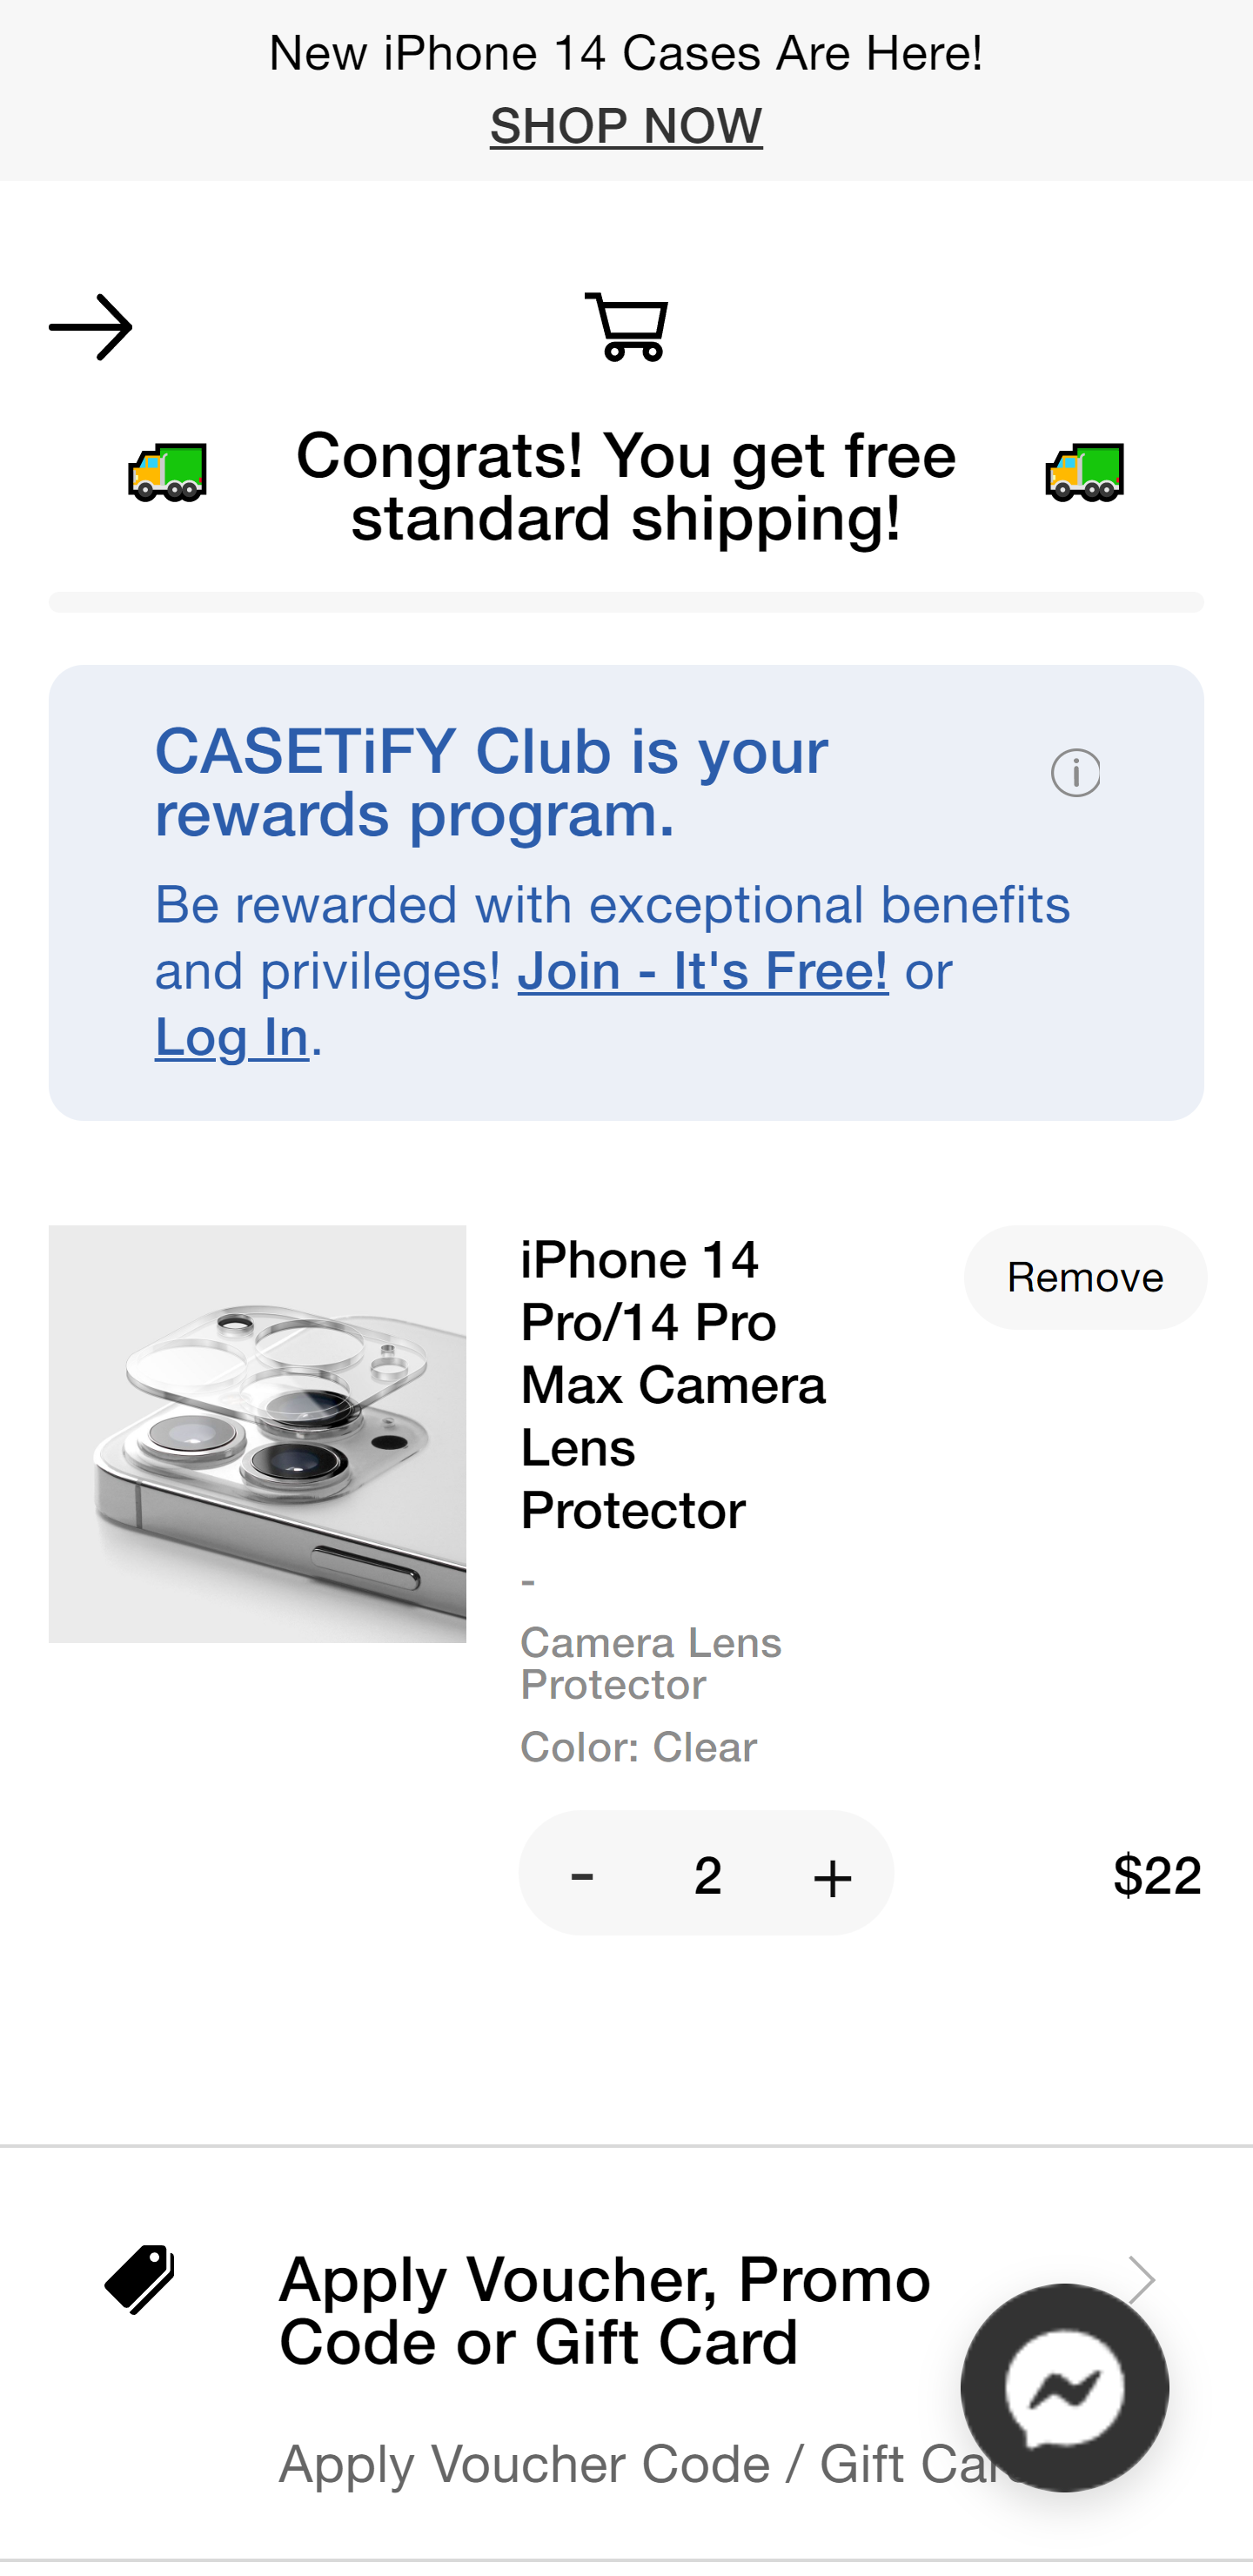 New iPhone 14 Cases Are Here!
SHOP NOW
Congrats! You get free
standard shipping!
CASETiFY Club is your
rewards program.
Be rewarded with exceptional benefits
and privileges! Join - It's Free! or
Log In.
iPhone 14
Pro/14 Pro
Max Camera
Lens
Protector
-
Camera Lens
Protector
Color: Clear
Remove
- 2 +
$22
Apply Voucher, Promo
Code or Gift Card
Apply Voucher Code / Gift